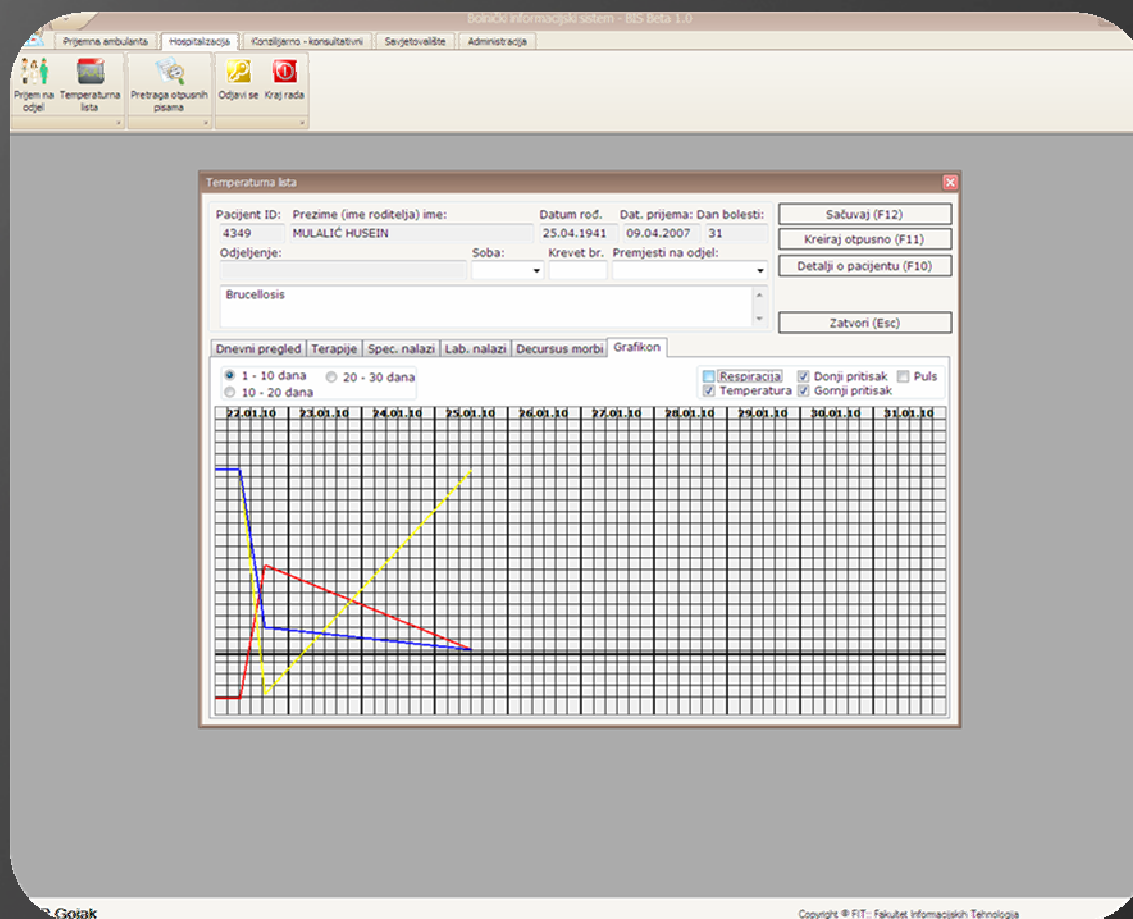 Bolnički informacijski sistem - BIS Beta 1.0
Prijemna ambulanta Hospitalizacija Konzilijarno - konsultativni Savjetovalište Administracija
Prijem na odjel Temperaturna lista Pretraga otpusnih pisama Odjavi se Kraj rada
Temperaturna lista
Pacijent ID: Prezime (ime roditelja) ime: Datum rođ. Dat. prijema: Dan bolesti:
4349 MULALIĆ HUSEIN 25.04.1941 09.04.2007 31
Odjeljenje: Soba: Krevet br. Premjesti na odjel:
Brucellosis
Sačuvaj (F12)
Kreiraj otpusno (F11)
Detalji o pacijentu (F10)
Zatvori (Esc)
Dnevni pregled Terapije Spec. nalazi Lab. nalazi Decursus morbi Grafikon
1 - 10 dana 20 - 30 dana
10 - 20 dana
Respiracija Donji pritisak Puls
Temperatura Gornji pritisak
22.01.10 23.01.10 24.01.10 25.01.10 26.01.10 27.01.10 28.01.10 29.01.10 30.01.10 31.01.10
Gojak
Copyright © FIT:: Fakultet Informacijskih Tehnologija